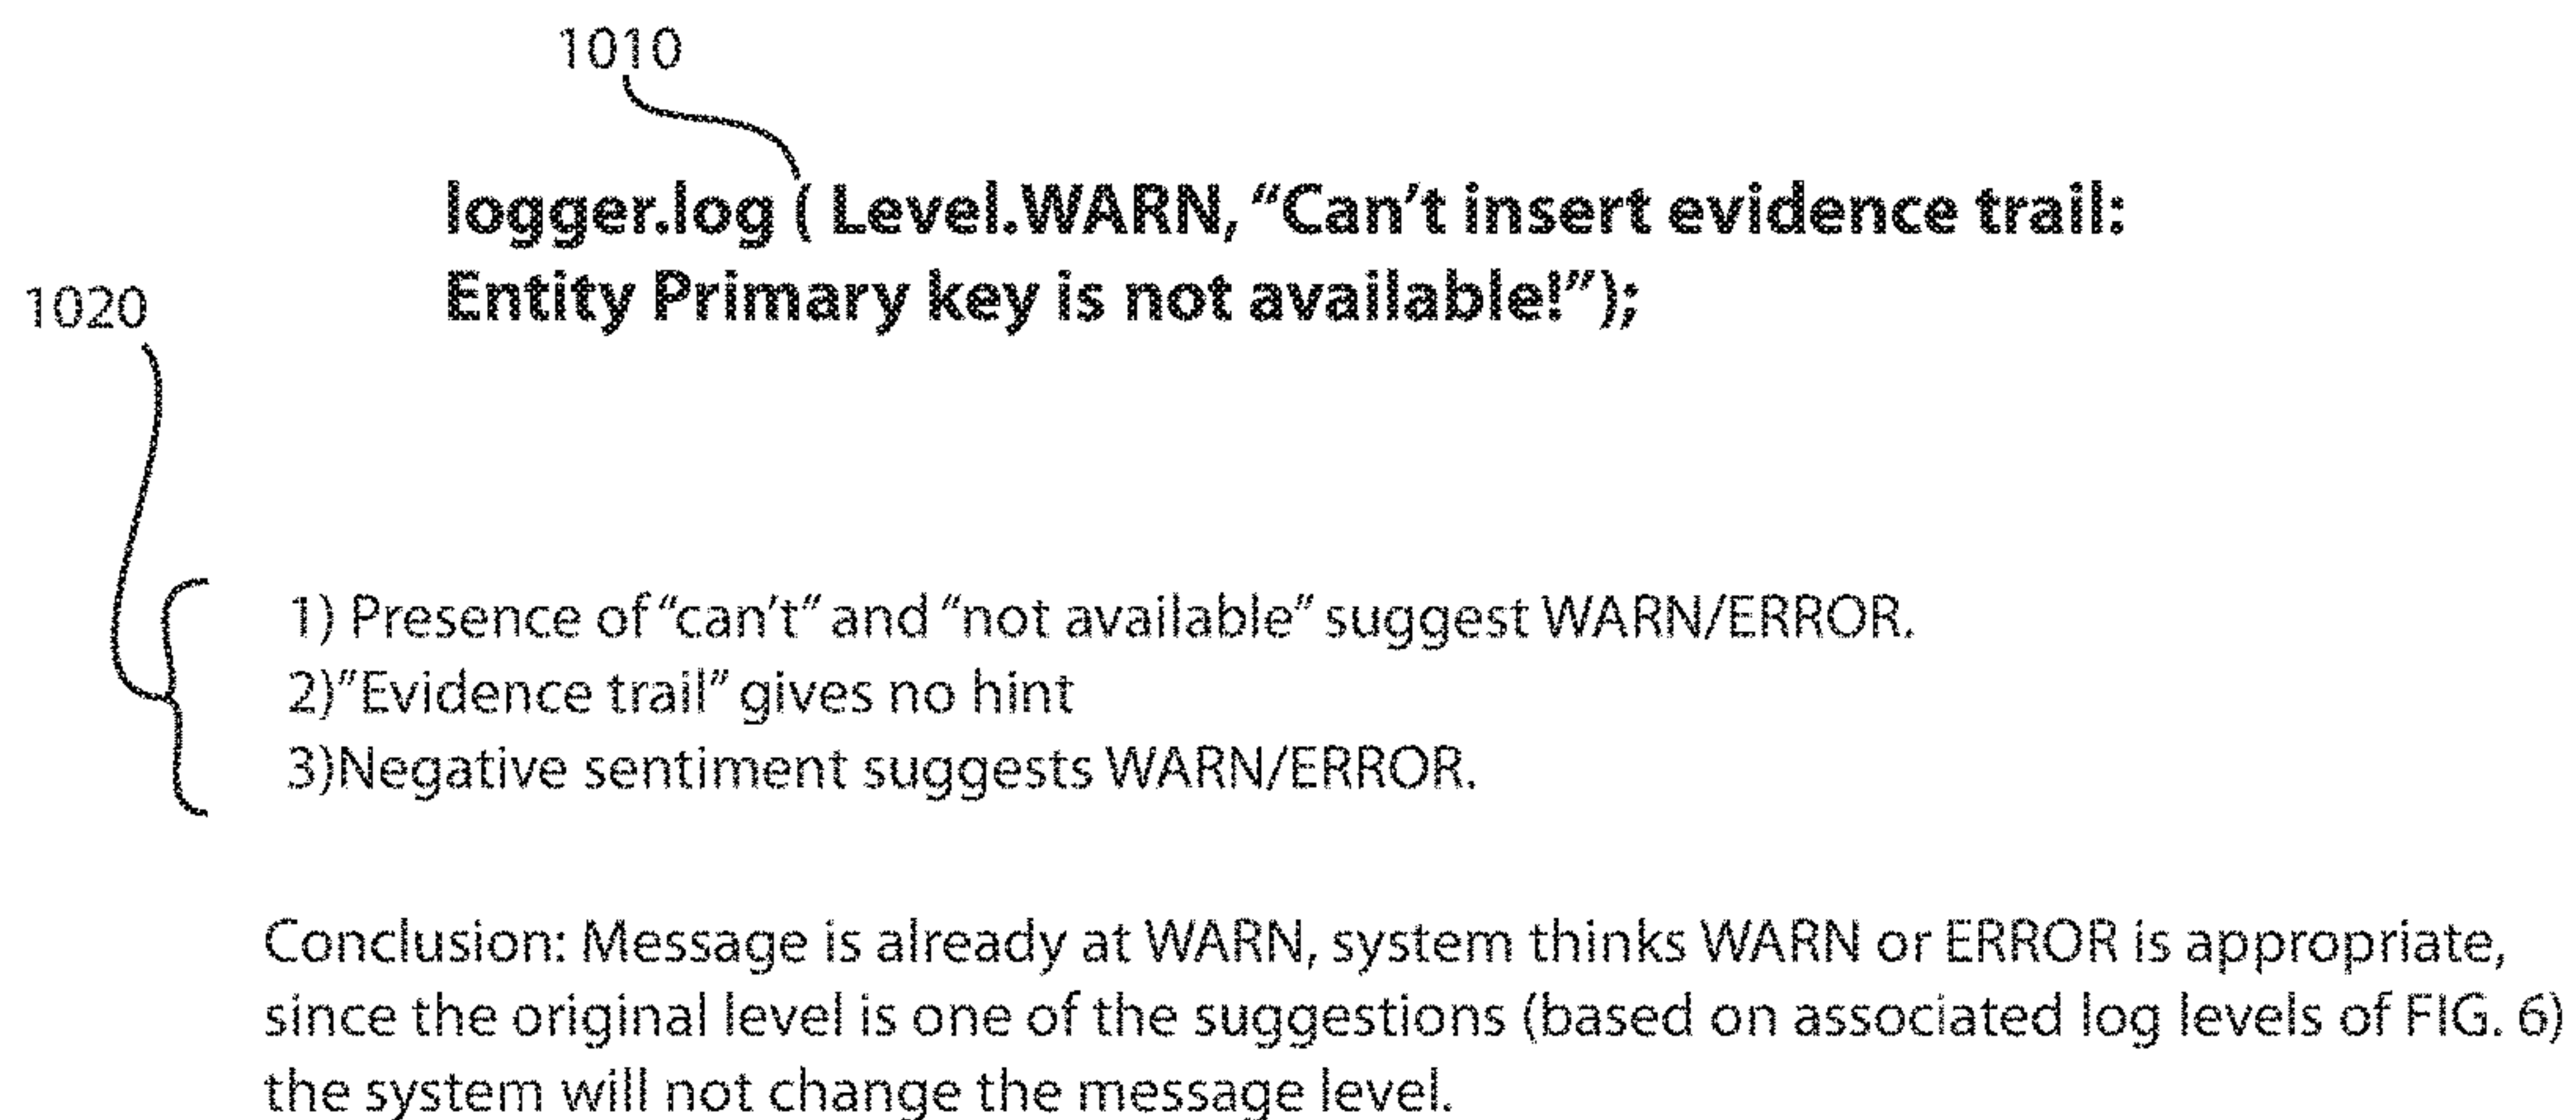 1010
logger.log ( Level.WARN, “Can’t insert evidence trail:
Entity Primary key is not available!”);
1020
1) Presence of “can’t” and “not available” suggest WARN/ERROR.
2)”Evidence trail” gives no hint
3)Negative sentiment suggests WARN/ERROR.
Conclusion: Message is already at WARN, system thinks WARN or ERROR is appropriate,
since the original level is one of the suggestions (based on associated log levels of FIG. 6)
the system will not change the message level.